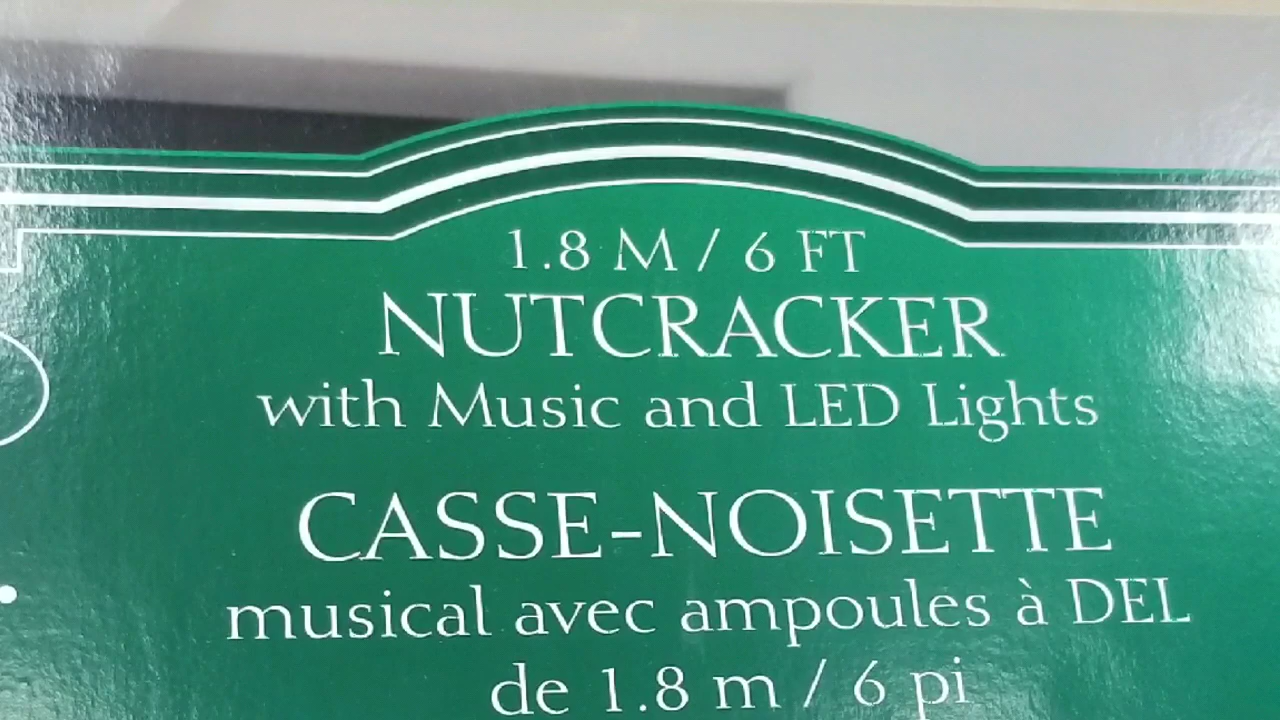 1.8 M / 6 FT
NUTCRACKER
with Music and LED Lights
CASSE-NOISETTE
musical avec ampoules à DEL
de 1.8 m / 6 pi